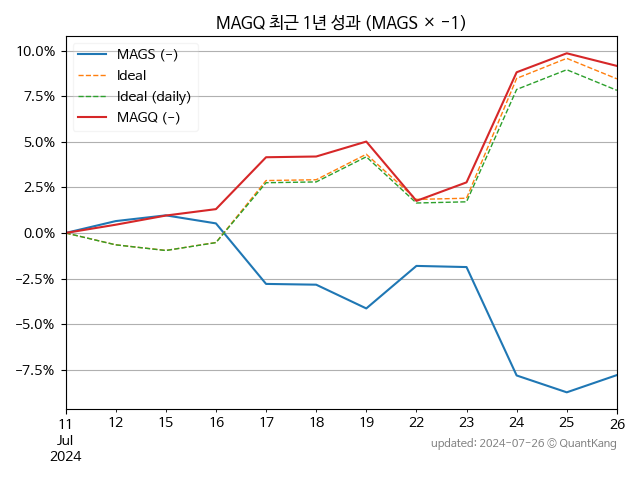 MAGQ 최근 1년 성과 (MAGS × −1)
MAGS (-)
Ideal
Ideal (daily)
MAGQ (-)
10.0%
7.5%
5.0%
2.5%
0.0%
−2.5%
−5.0%
−7.5%
11 12 15 16 17 18 19 22 23 24 25 26
Jul
2024
updated: 2024-07-26 © QuantKang